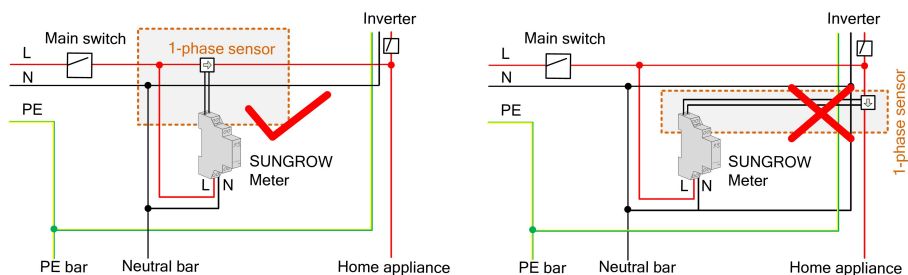 Inverter
Main switch
1-phase sensor
L
N
PE
SUNGROW
Meter
L N
PE bar
Neutral bar
Home appliance
Inverter
Main switch
L
N
PE
1-phase sensor
SUNGROW
Meter
L N
PE bar
Neutral bar
Home appliance